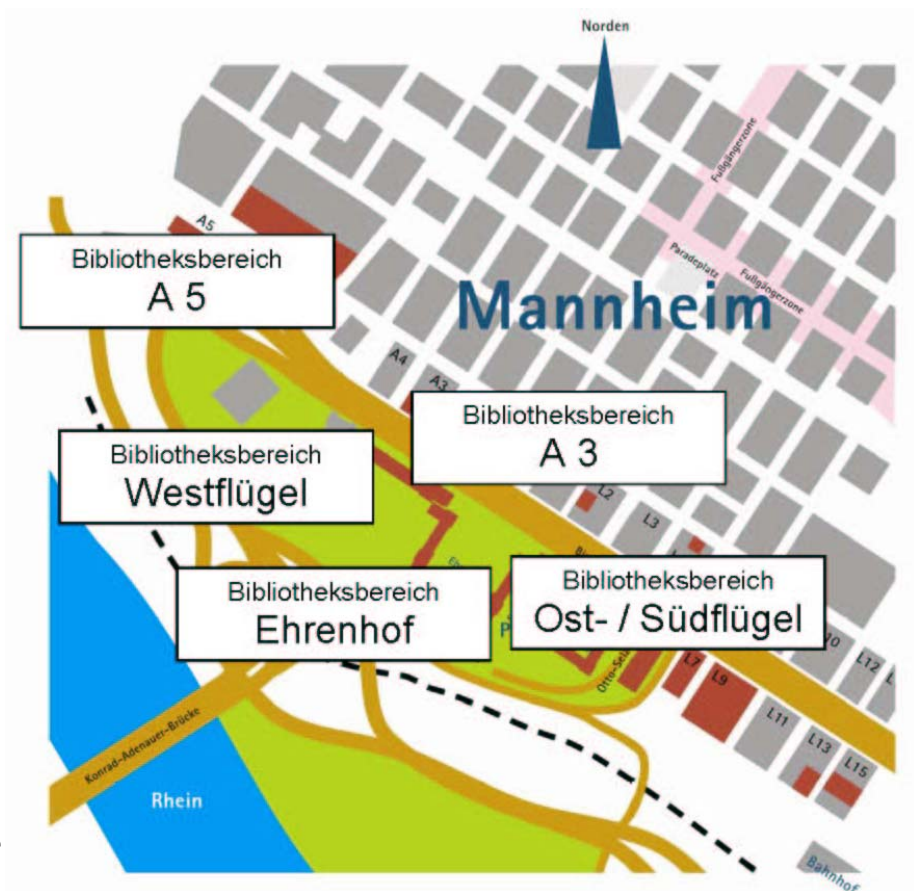 Norden
Fußgängerzone
A5
Bibliotheksbereich
A 5
Paradeplatz
Fußgängerzone
Mannheim
A4
A3
Bibliotheksbereich
A 3
Bibliotheksbereich
Westflügel
L2
L3
Bibliotheksbereich
Ehrenhof
Bibliotheksbereich
Ost- / Südflügel
L7
L9
10
L12
L11
L13
L15
Konrad-Adenauer-Brücke
Rhein
Bahnhof